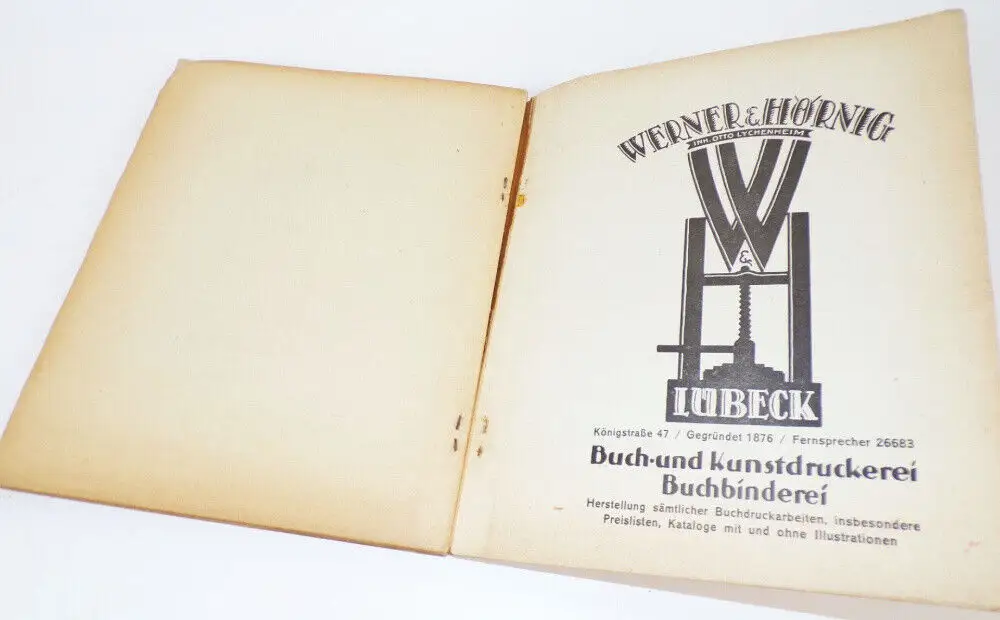 WERNER & HÖRNIG
INH. OTTO LYCHENHEIM
W
&
H
LÜBECK
Königstraße 47 / Gegründet 1876 / Fernsprecher 26683
Buch- und Kunstdruckerei
Buchbinderei
Herstellung sämtlicher Buchdruckarbeiten, insbesondere
Preislisten, Kataloge mit und ohne Illustrationen